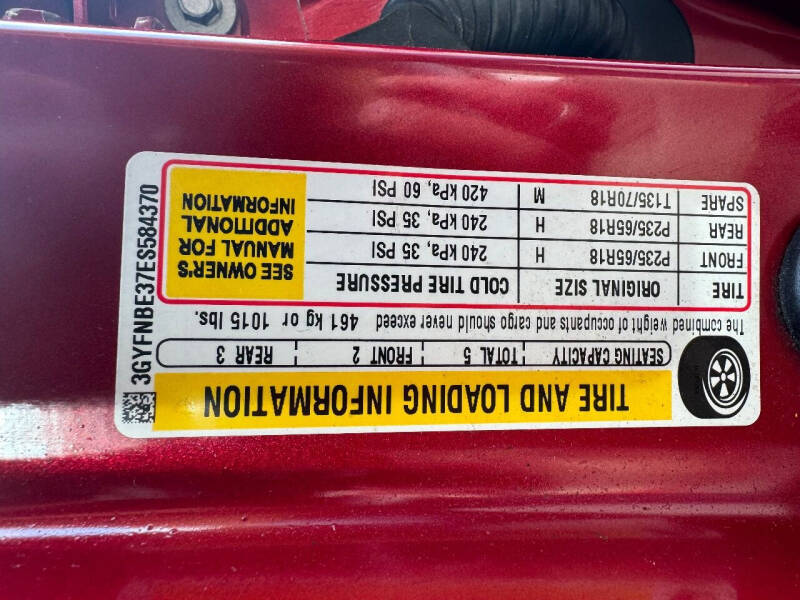 TIRE AND LOADING INFORMATION
SEATING CAPACITY TOTAL 5 FRONT 2 REAR 3
The combined weight of occupants and cargo should never exceed 461 kg or 1015 lbs.
TIRE ORIGINAL SIZE COLD TIRE PRESSURE
FRONT P235/65R18 H 240 kPa, 35 PSI
REAR P235/65R18 H 240 kPa, 35 PSI
SPARE T135/70R18 M 420 kPa, 60 PSI
SEE OWNER'S
MANUAL FOR
ADDITIONAL
INFORMATION
3GYFNBE37ES584370